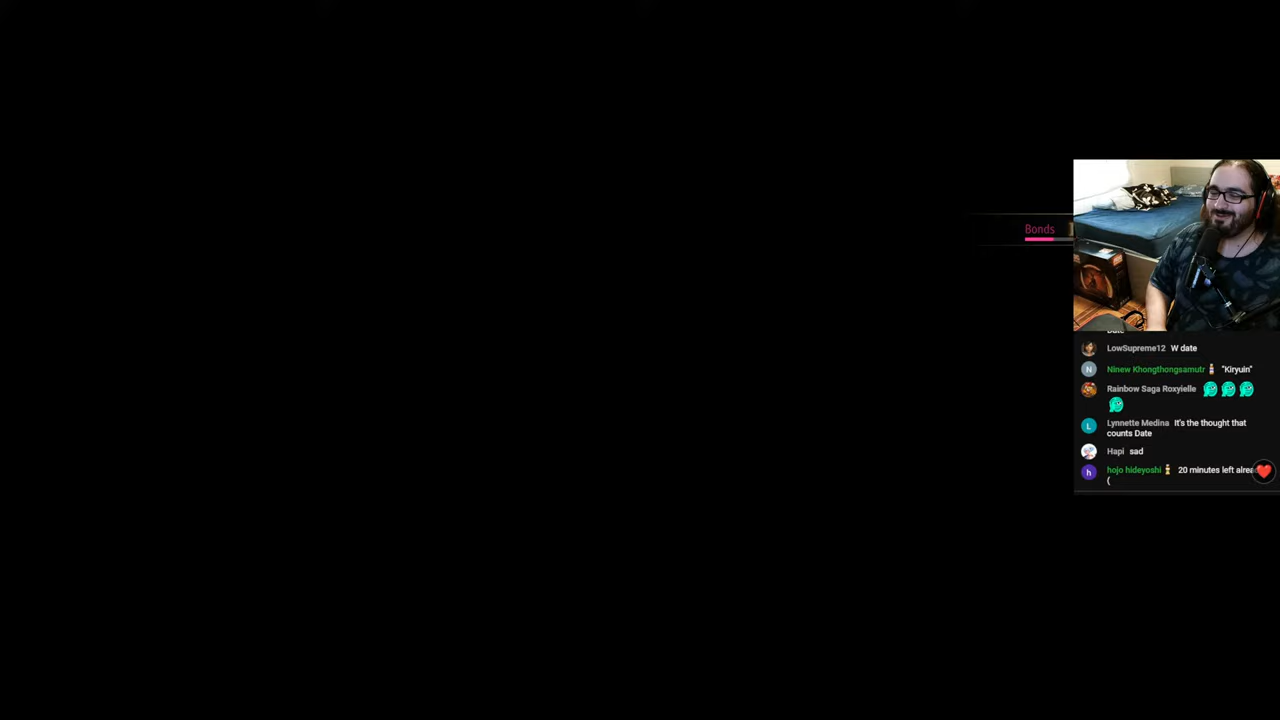 Bonds
LowSupreme12 W date
Ninew Khongthongsamutr "Kiryuin"
Rainbow Saga Roxyielle
Lynnette Medina It's the thought that
counts Date
Hapi sad
hojo hideyoshi 20 minutes left alrea
(